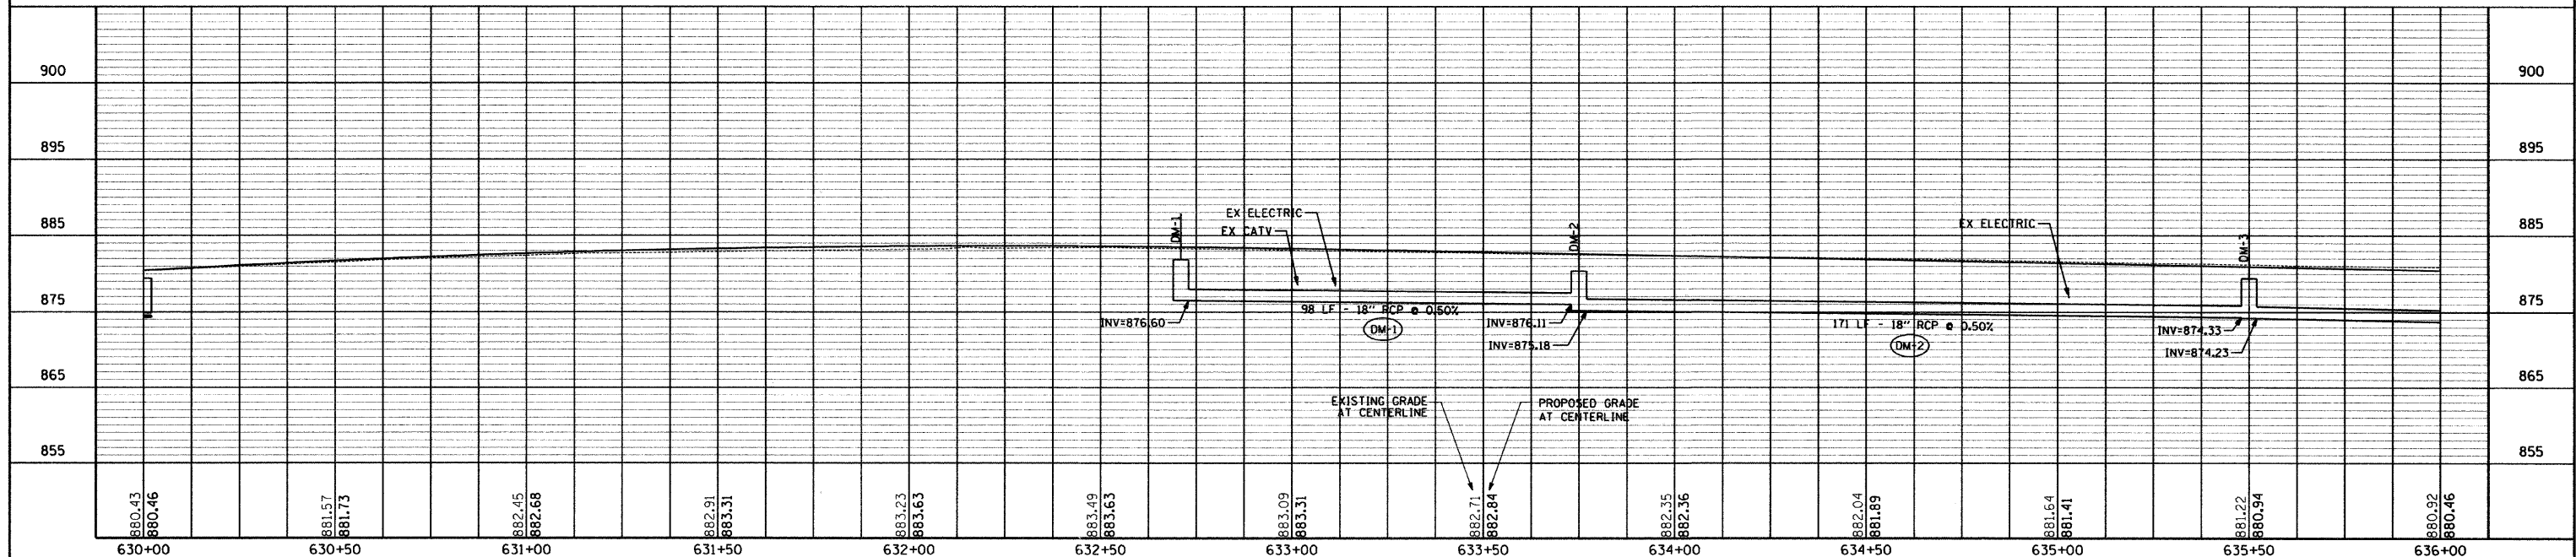 900
900
895
895
885
885
875
875
865
865
855
855
DM-1
EX ELECTRIC
EX CATV
DM-2
EX ELECTRIC
DM-3
INV=876.60
98 LF - 18" RCP @ 0.50%
DM-1
INV=876.11
INV=875.18
171 LF - 18" RCP @ 0.50%
DM-2
INV=874.33
INV=874.23
EXISTING GRADE
AT CENTERLINE
PROPOSED GRADE
AT CENTERLINE
880.43
880.46
881.57
881.73
882.45
882.68
882.91
883.31
883.23
883.63
883.49
883.63
883.09
883.31
882.71
882.84
882.35
882.36
882.04
881.89
881.64
881.41
881.22
880.94
880.92
880.46
630+00
630+50
631+00
631+50
632+00
632+50
633+00
633+50
634+00
634+50
635+00
635+50
636+00